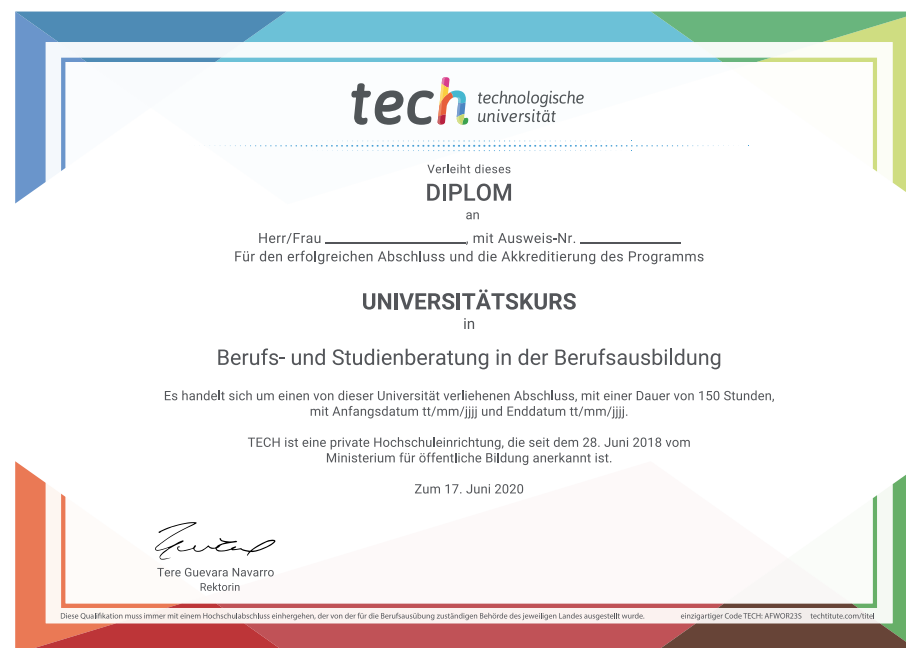 tech technologische
universität
Verleiht dieses
DIPLOM
an
Herr/Frau ____________________, mit Ausweis-Nr. ______________
Für den erfolgreichen Abschluss und die Akkreditierung des Programms
UNIVERSITÄTSKURS
in
Berufs- und Studienberatung in der Berufsausbildung
Es handelt sich um einen von dieser Universität verliehenen Abschluss, mit einer Dauer von 150 Stunden,
mit Anfangsdatum tt/mm/jjjj und Enddatum tt/mm/jjjj.
TECH ist eine private Hochschuleinrichtung, die seit dem 28. Juni 2018 vom
Ministerium für öffentliche Bildung anerkannt ist.
Zum 17. Juni 2020
Tere Guevara Navarro
Rektorin
Diese Qualifikation muss immer mit einem Hochschulabschluss einhergehen, der von der für die Berufsausübung zuständigen Behörde des jeweiligen Landes ausgestellt wurde. einzigartiger Code TECH: AFWOR23S techtitute.com/titel